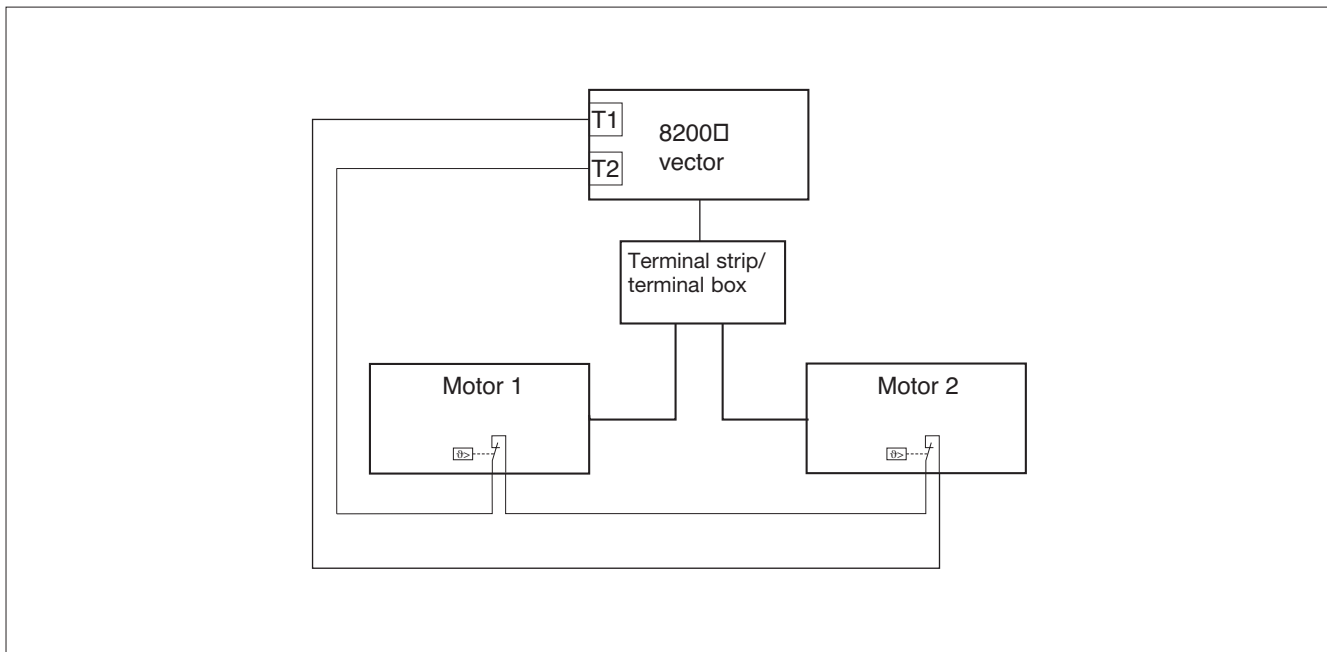 T1
8200□
vector
T2
Terminal strip/
terminal box
Motor 1
Motor 2
ϑ>
ϑ>